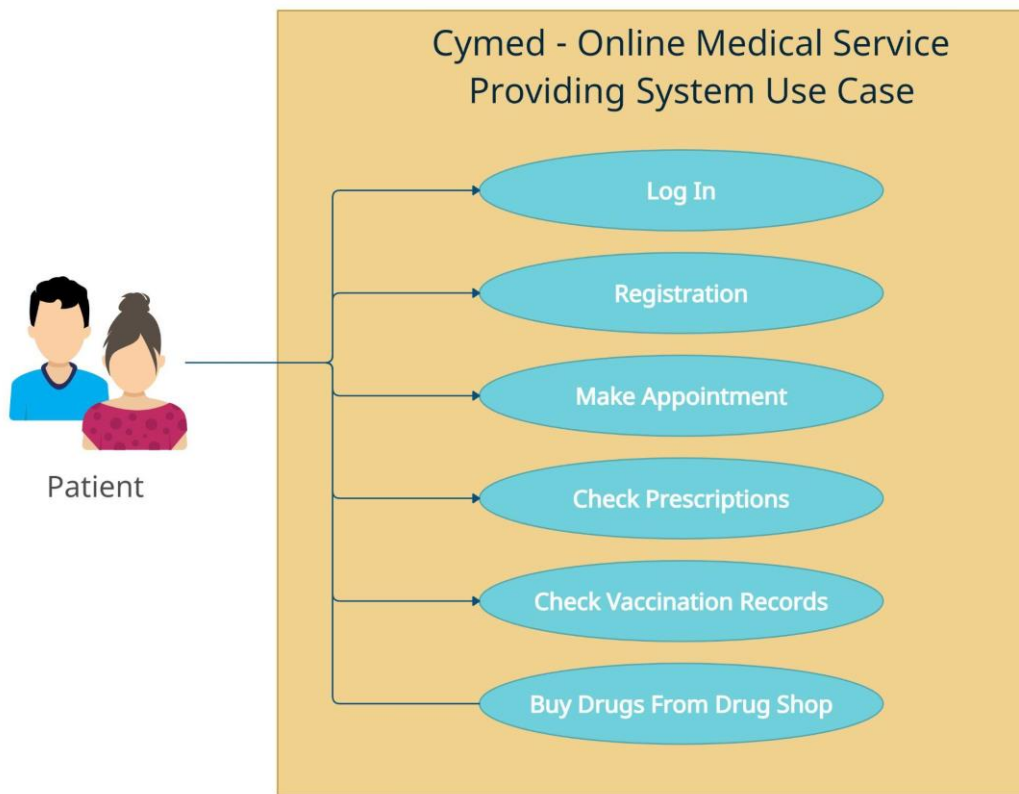 Cymed - Online Medical Service
Providing System Use Case
Log In
Registration
Make Appointment
Check Prescriptions
Patient
Check Vaccination Records
Buy Drugs From Drug Shop